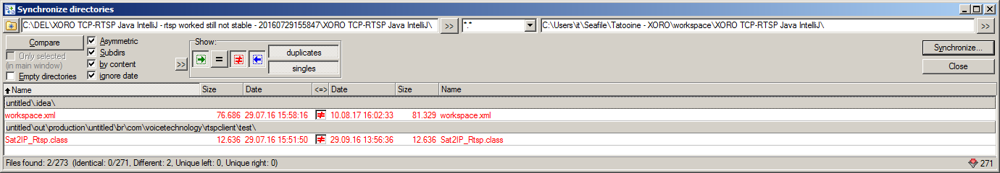 Synchronize directories
C:\DEL\XORO TCP-RTSP Java IntelliJ - rtsp worked still not stable - 20160729155847\XORO TCP-RTSP Java IntelliJ\ >> *.* C:\Users\it\Seafile\Tatooine - XORO\workspace\XORO TCP-RTSP Java IntelliJ\ >>
Compare Asymmetric Show:
Only selected Subdirs duplicates Synchronize...
(in main window) by content >> = singles Close
Empty directories ignore date
Name Size Date <=> Date Size Name
untitled\.idea\
workspace.xml 76.686 29.07.16 15:58:16 ≠ 10.08.17 16:02:33 81.329 workspace.xml
untitled\out\production\untitled\br\com\voicetechnology\rtspclient\test\
Sat2IP_Rtsp.class 12.636 29.07.16 15:51:50 ≠ 29.09.16 13:56:36 12.636 Sat2IP_Rtsp.class
Files found: 2/273 (Identical: 0/271, Different: 2, Unique left: 0, Unique right: 0) 271